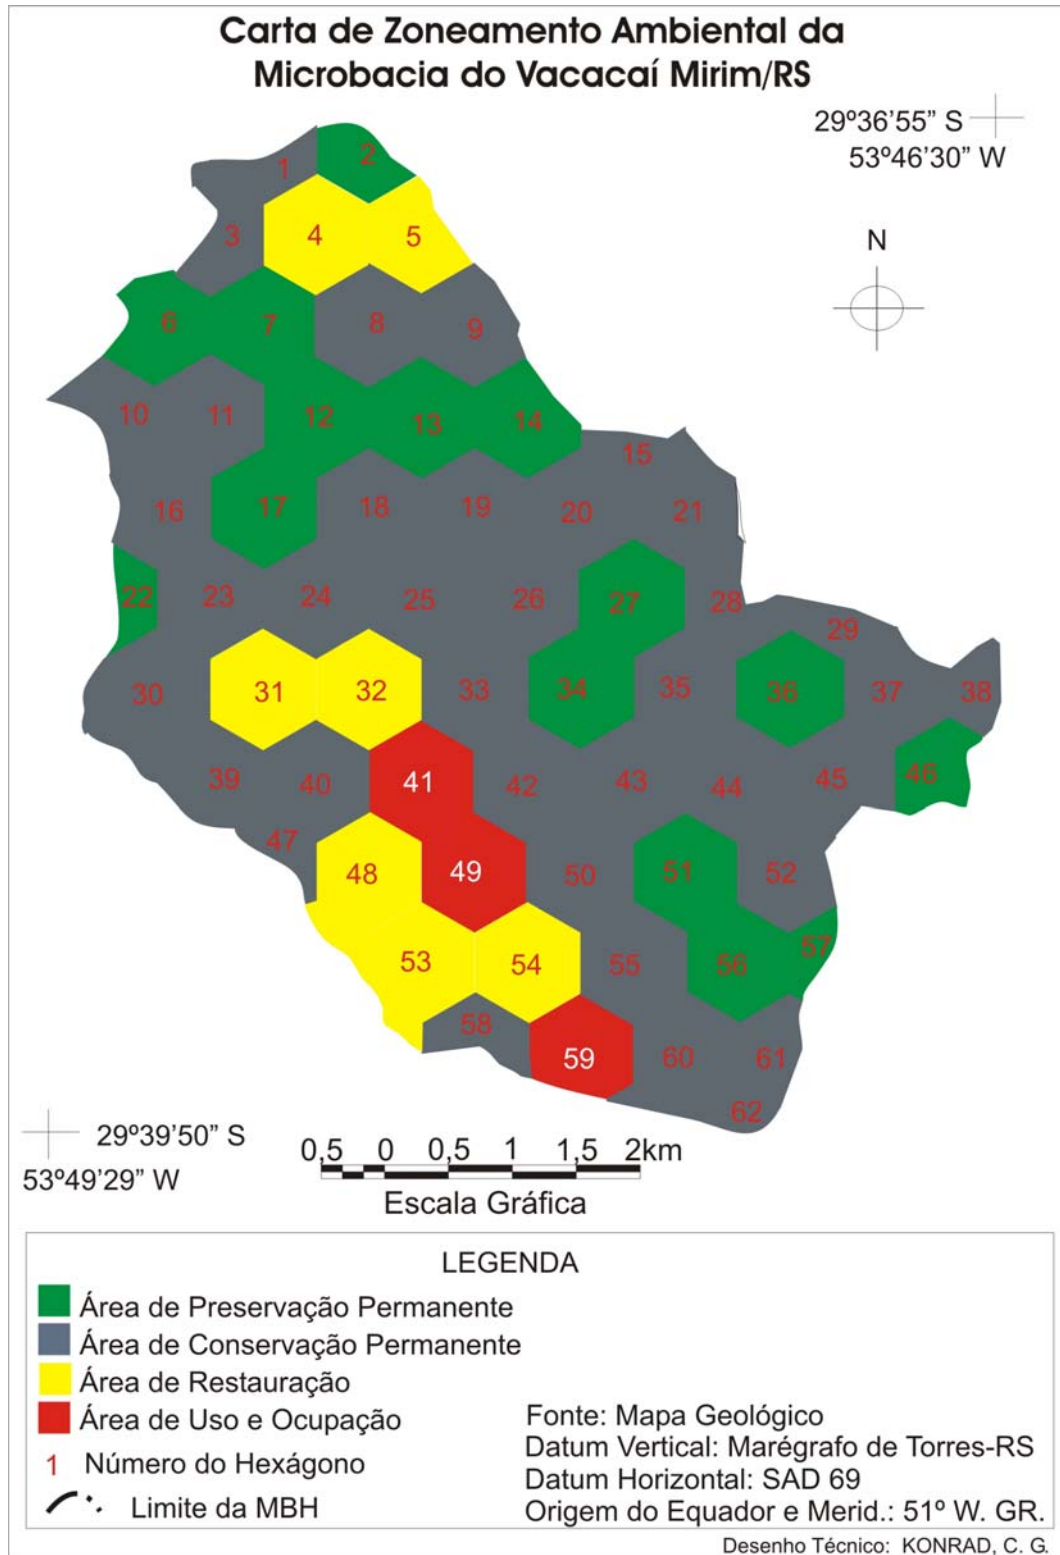 Carta de Zoneamento Ambiental da
Microbacia do Vacacaí Mirim/RS
29º36’55” S
53º46’30” W
N
1
2
3
4
5
6
7
8
9
10
11
12
13
14
15
16
17
18
19
20
21
22
23
24
25
26
27
28
29
30
31
32
33
34
35
36
37
38
39
40
41
42
43
44
45
46
47
48
49
50
51
52
53
54
55
56
57
58
59
60
61
62
29º39’50” S
53º49’29” W
0,5 0 0,5 1 1,5 2km
Escala Gráfica
LEGENDA
Área de Preservação Permanente
Área de Conservação Permanente
Área de Restauração
Área de Uso e Ocupação
1 Número do Hexágono
Limite da MBH
Fonte: Mapa Geológico
Datum Vertical: Marégrafo de Torres-RS
Datum Horizontal: SAD 69
Origem do Equador e Merid.: 51º W. GR.
Desenho Técnico: KONRAD, C. G.